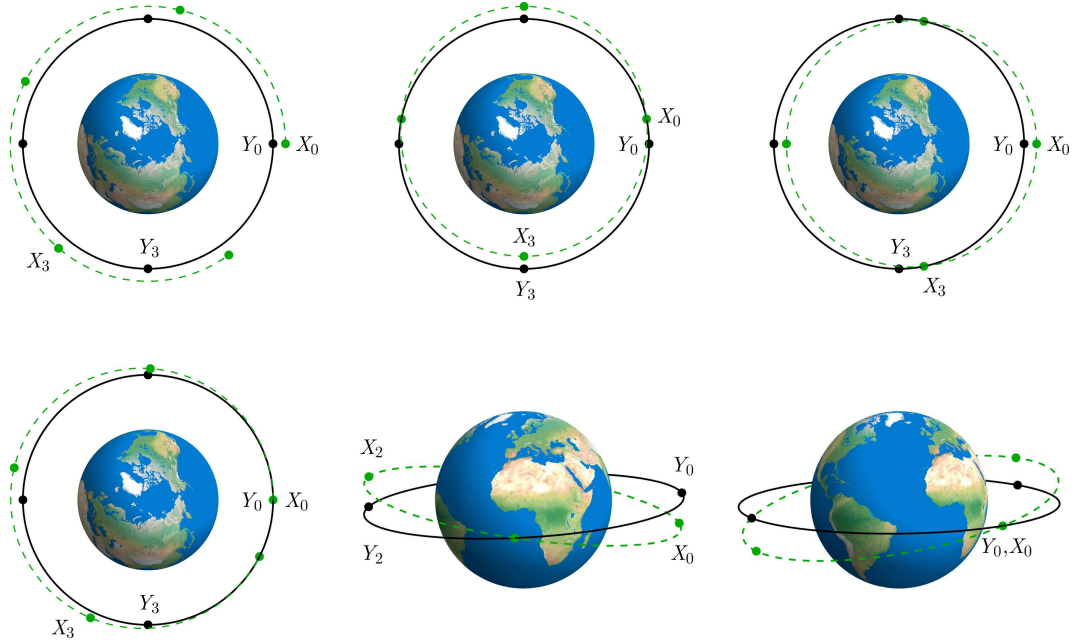 Y₀ X₀
Y₃
X₃
X₀
Y₀
X₃
Y₃
Y₀ X₀
Y₃
X₃
Y₀ X₀
Y₃
X₃
X₂
Y₀
Y₂
X₀
Y₀,X₀